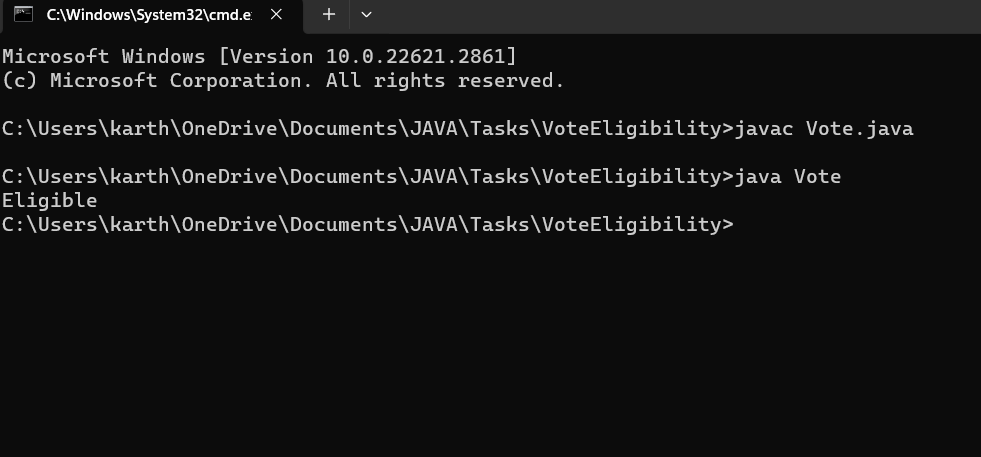 C:\Windows\System32\cmd.e
Microsoft Windows [Version 10.0.22621.2861]
(c) Microsoft Corporation. All rights reserved.
C:\Users\karth\OneDrive\Documents\JAVA\Tasks\VoteEligibility>javac Vote.java
C:\Users\karth\OneDrive\Documents\JAVA\Tasks\VoteEligibility>java Vote
Eligible
C:\Users\karth\OneDrive\Documents\JAVA\Tasks\VoteEligibility>